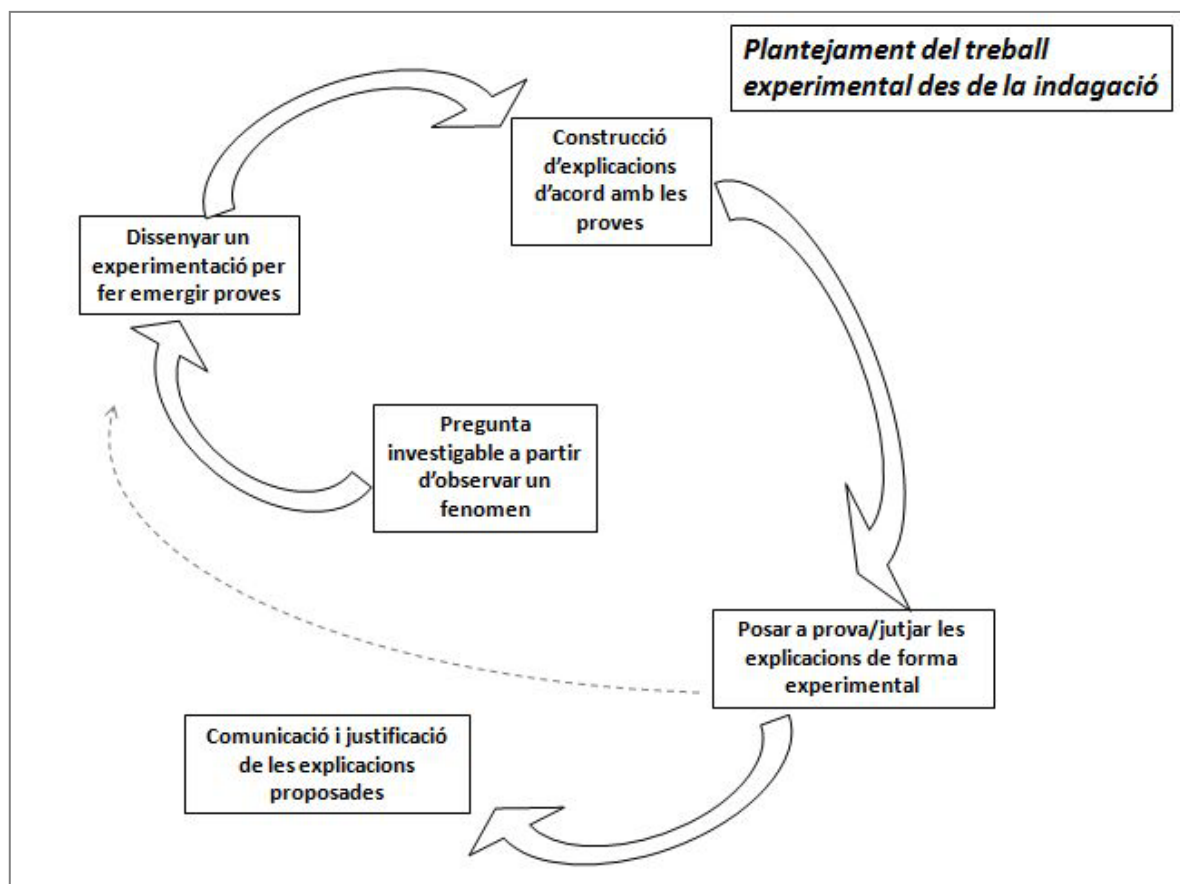 Plantejament del treball
experimental des de la indagació
Construcció
d'explicacions
d'acord amb les
proves
Dissenyar un
experimentació per
fer emergir proves
Pregunta
investigable a partir
d'observar un
fenomen
Posar a prova/jutjar les
explicacions de forma
experimental
Comunicació i justificació
de les explicacions
proposades